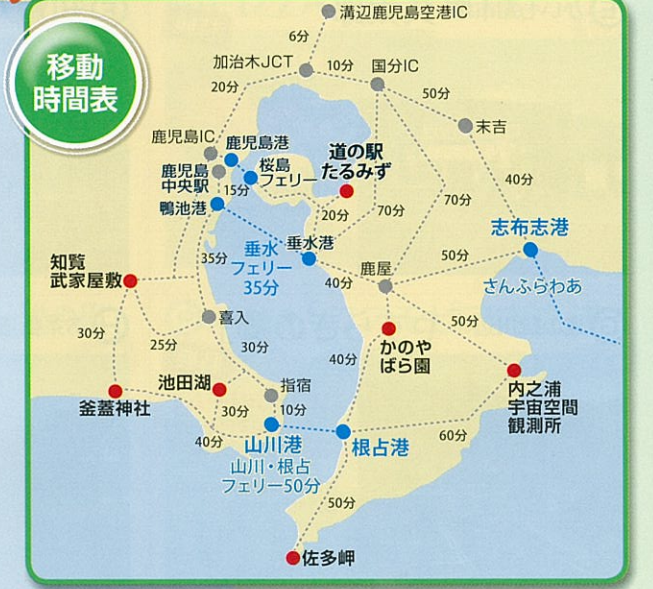 移動
時間表
溝辺鹿児島空港IC
6分
加治木JCT
10分
国分IC
20分
50分
末吉
鹿児島IC
鹿児島港
鹿児島
中央駅
桜島
フェリー
道の駅
たるみず
15分
40分
鴨池港
20分
70分
70分
志布志港
垂水港
垂水
フェリー
35分
35分
50分
さんふらわあ
知覧
武家屋敷
鹿屋
40分
喜入
50分
30分
25分
30分
かのや
ばら園
40分
池田湖
指宿
内之浦
宇宙空間
観測所
釜蓋神社
30分
10分
40分
山川港
根占港
60分
山川・根占
フェリー50分
50分
佐多岬